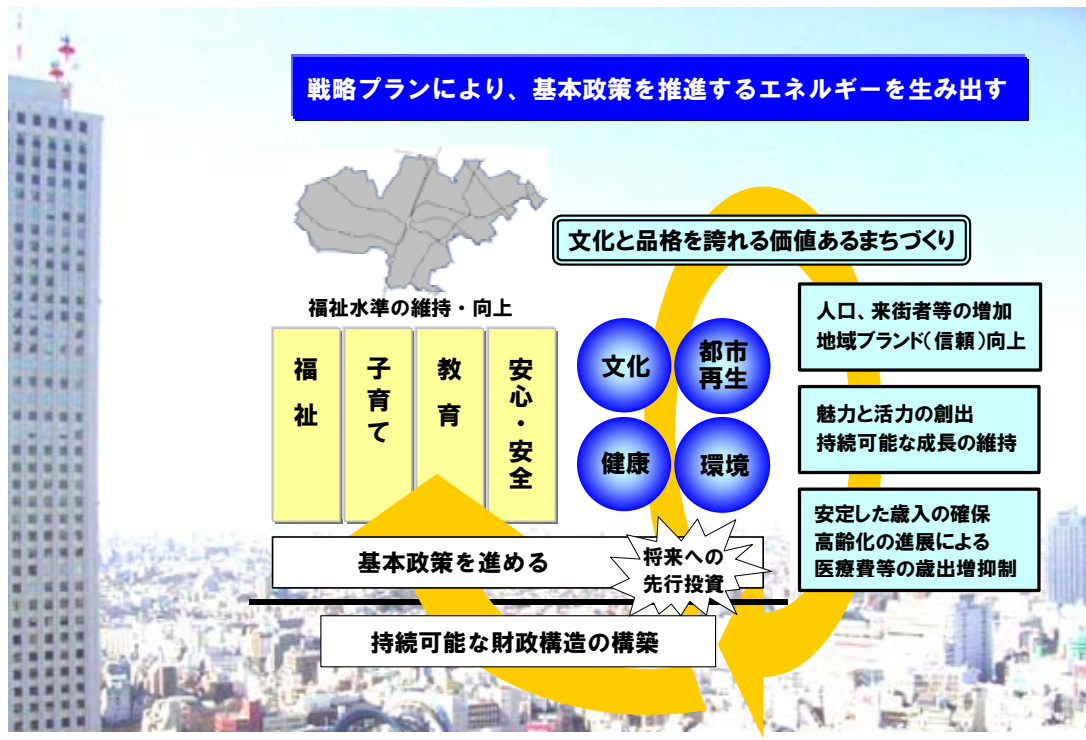 戦略プランにより、基本政策を推進するエネルギーを生み出す
文化と品格を誇れる価値あるまちづくり
福祉水準の維持・向上
福祉
子育て
教育
安心・安全
文化
都市
再生
健康
環境
人口、来街者等の増加
地域ブランド(信頼)向上
魅力と活力の創出
持続可能な成長の維持
安定した歳入の確保
高齢化の進展による
医療費等の歳出増抑制
基本政策を進める
将来への
先行投資
持続可能な財政構造の構築